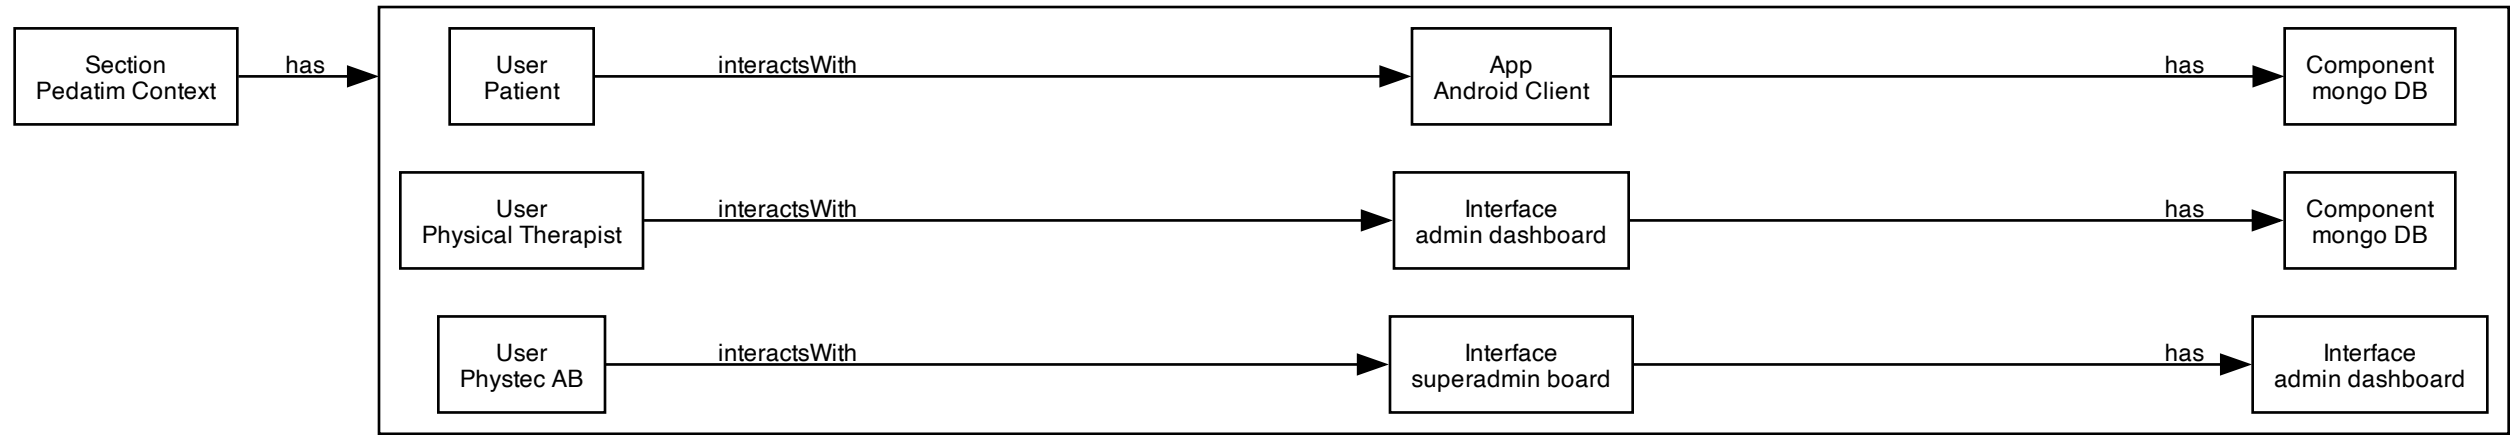 Section
Pedatim Context
has
User
Patient
interactsWith
App
Android Client
has
Component
mongo DB
User
Physical Therapist
interactsWith
Interface
admin dashboard
has
Component
mongo DB
User
Phystec AB
interactsWith
Interface
superadmin board
has
Interface
admin dashboard